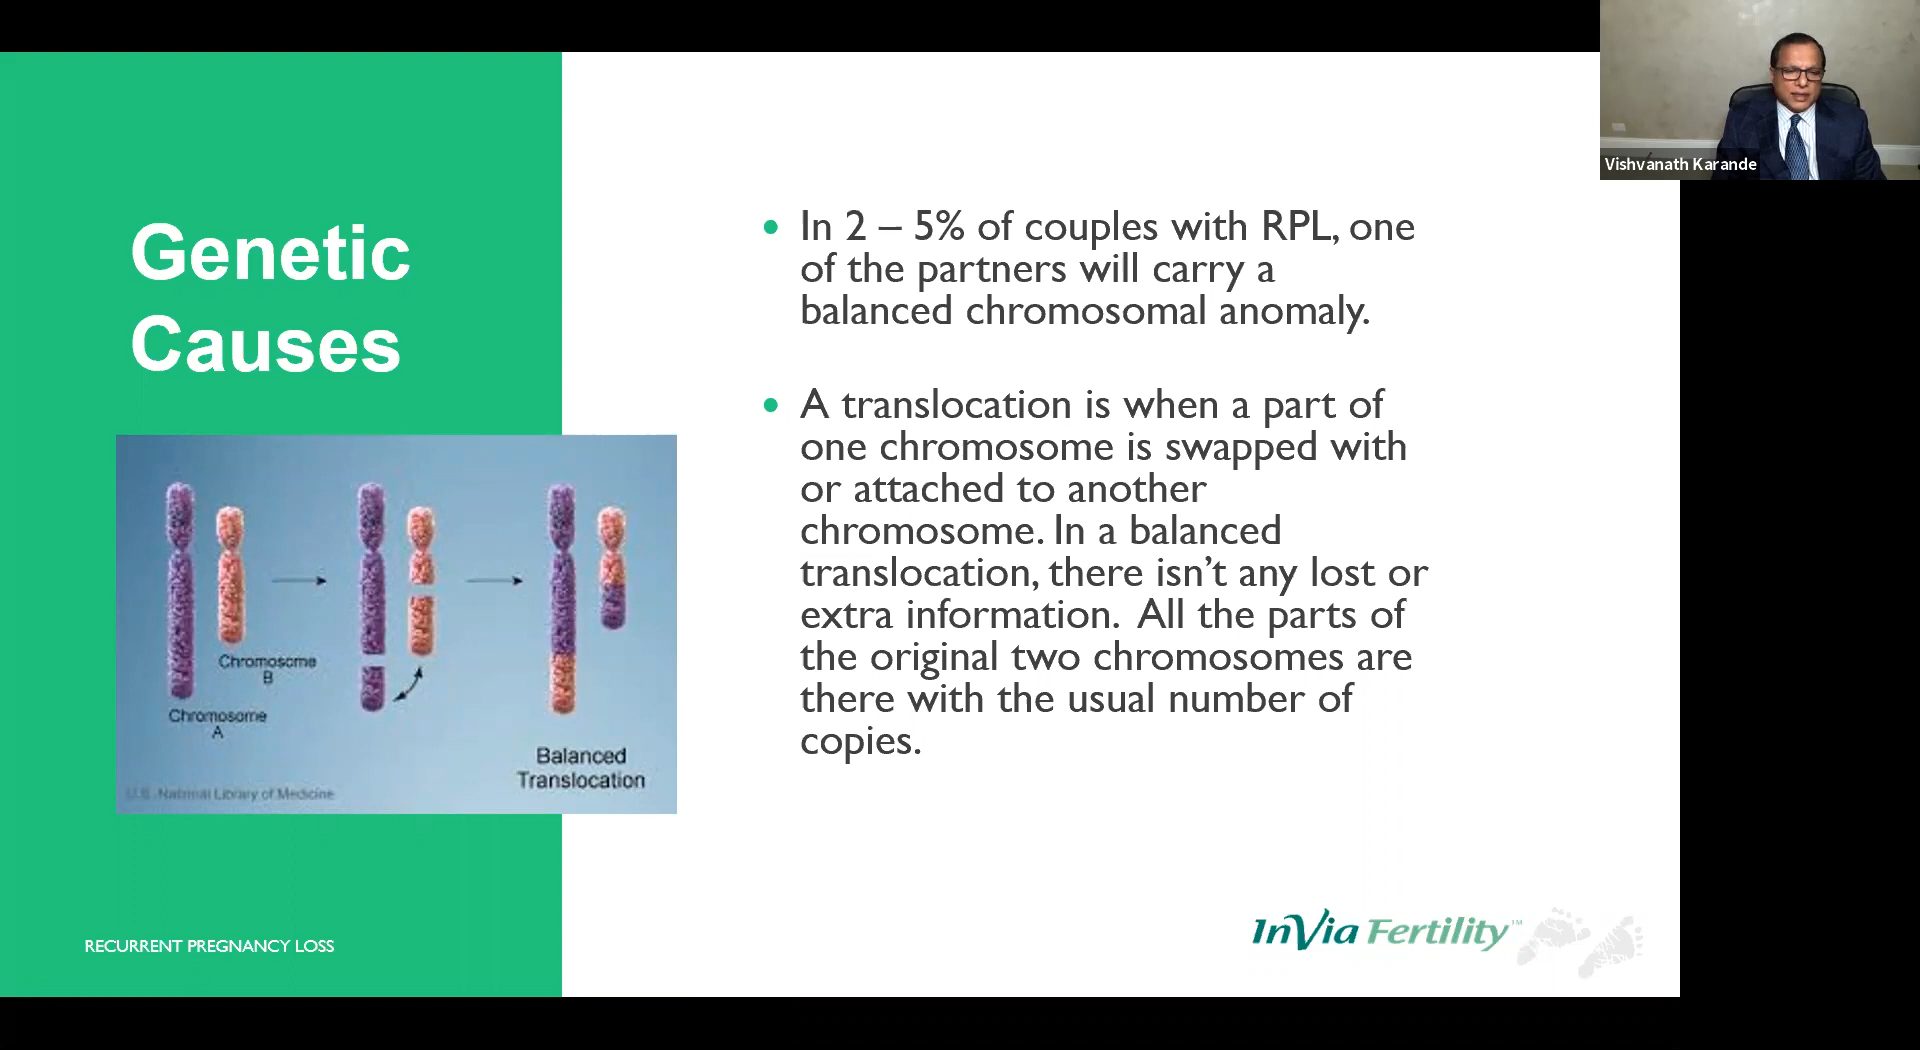 Vishvanath Karande
Genetic
Causes
• In 2 – 5% of couples with RPL, one
of the partners will carry a
balanced chromosomal anomaly.
• A translocation is when a part of
one chromosome is swapped with
or attached to another
chromosome. In a balanced
translocation, there isn’t any lost or
extra information.  All the parts of
the original two chromosomes are
there with the usual number of
copies.
Chromosome
B
Chromosome
A
Balanced
Translocation
U.S. National Library of Medicine
RECURRENT PREGNANCY LOSS
InVia Fertility™